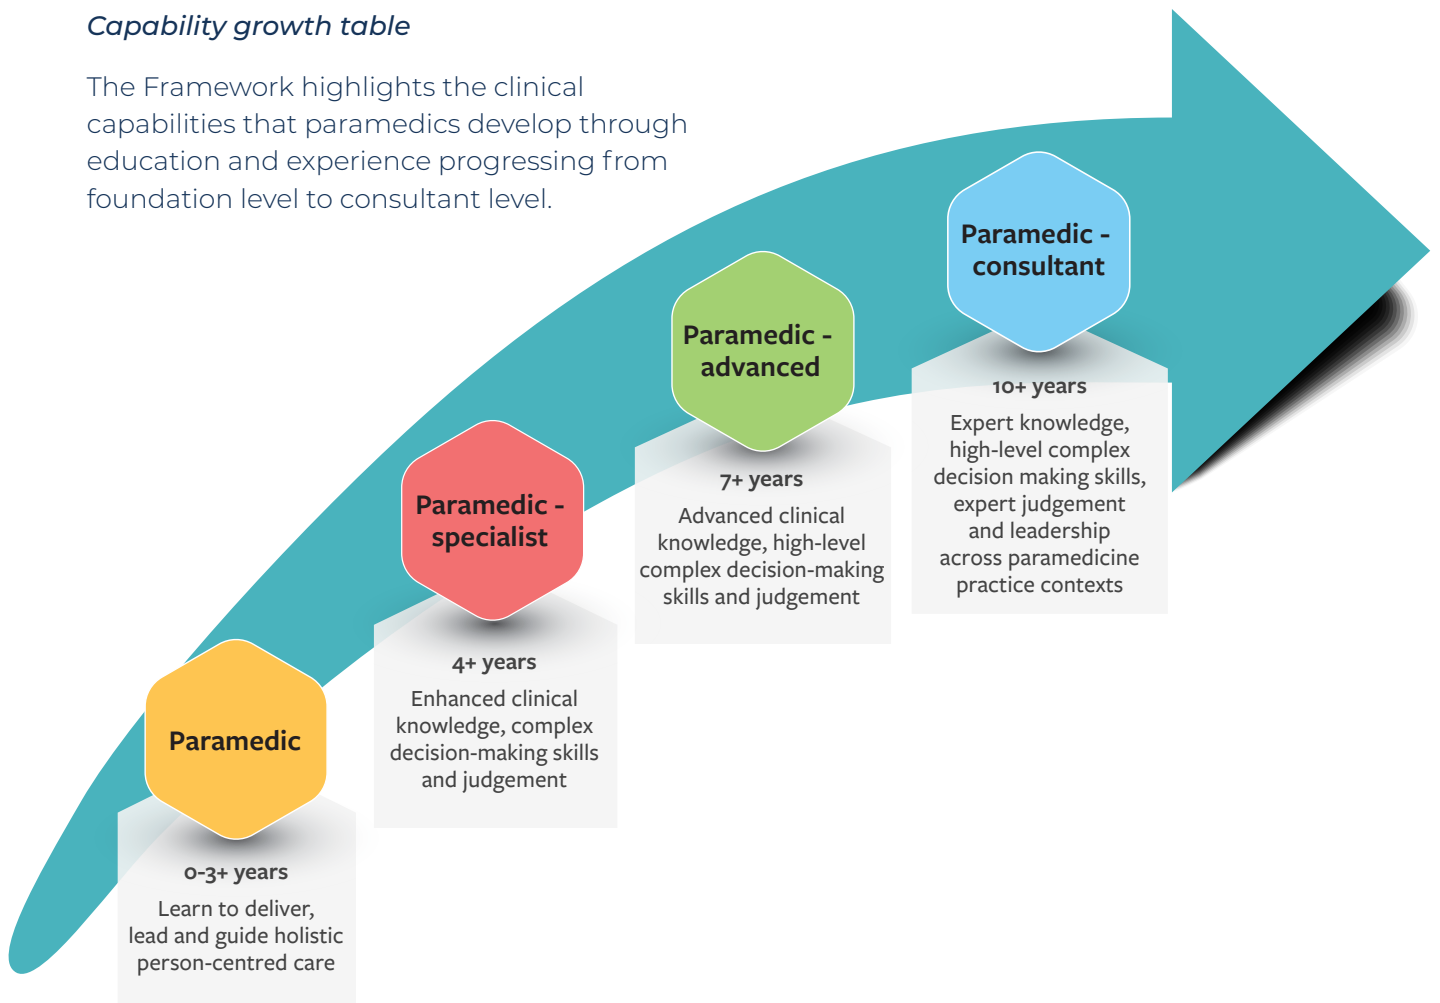 Capability growth table
The Framework highlights the clinical
capabilities that paramedics develop through
education and experience progressing from
foundation level to consultant level.
Paramedic
0-3+ years
Learn to deliver,
lead and guide holistic
person-centred care
Paramedic -
specialist
4+ years
Enhanced clinical
knowledge, complex
decision-making skills
and judgement
Paramedic -
advanced
7+ years
Advanced clinical
knowledge, high-level
complex decision-making
skills and judgement
Paramedic -
consultant
10+ years
Expert knowledge,
high-level complex
decision making skills,
expert judgement
and leadership
across paramedicine
practice contexts